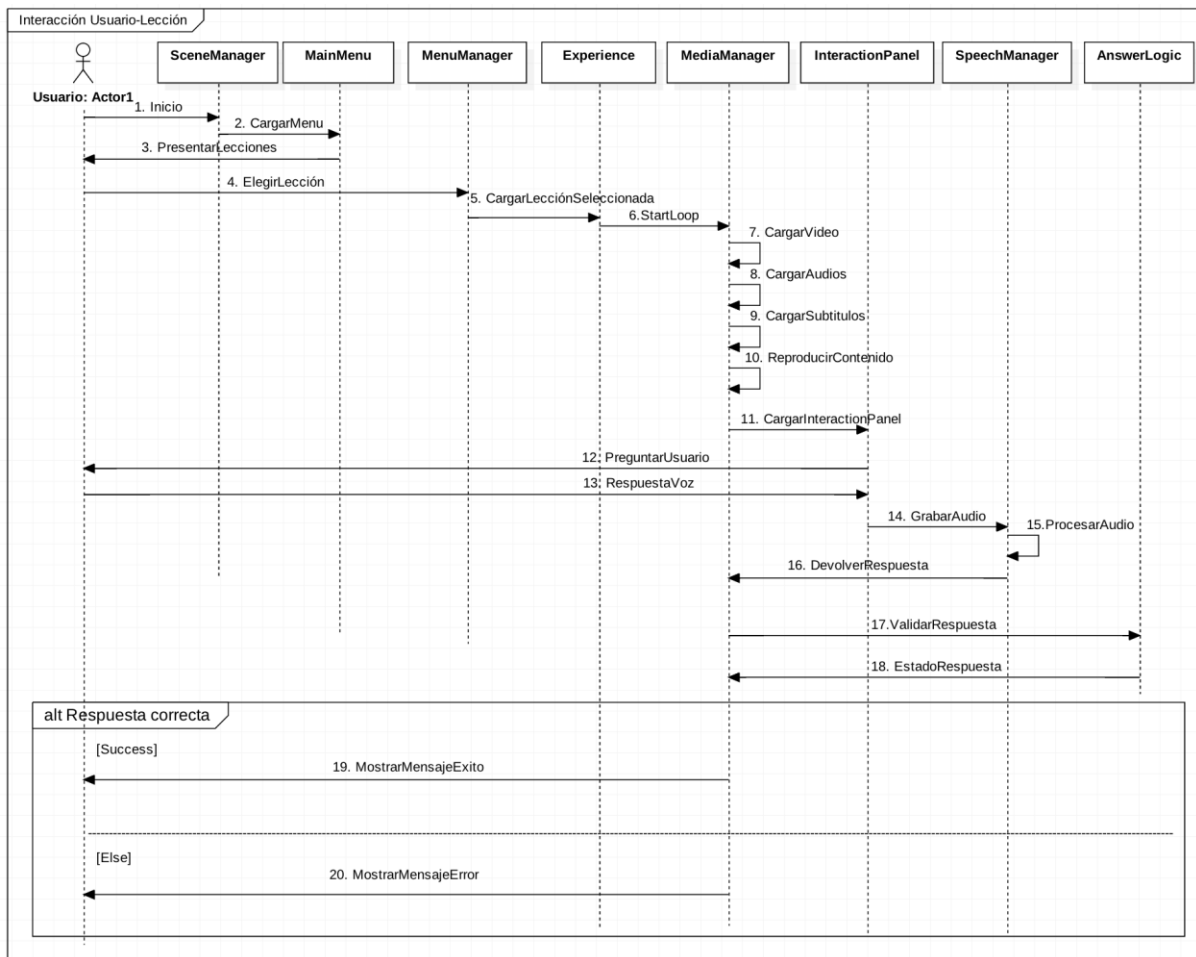 Interacción Usuario-Lección
SceneManager
MainMenu
MenuManager
Experience
MediaManager
InteractionPanel
SpeechManager
AnswerLogic
Usuario: Actor1
1. Inicio
2. CargarMenu
3. PresentarLecciones
4. ElegirLección
5. CargarLecciónSeleccionada
6.StartLoop
7. CargarVideo
8. CargarAudios
9. CargarSubtitulos
10. ReproducirContenido
11. CargarInteractionPanel
12. PreguntarUsuario
13. RespuestaVoz
14. GrabarAudio
15.ProcesarAudio
16. DevolverRespuesta
17.ValidarRespuesta
18. EstadoRespuesta
alt Respuesta correcta
[Success]
19. MostrarMensajeExito
[Else]
20. MostrarMensajeError